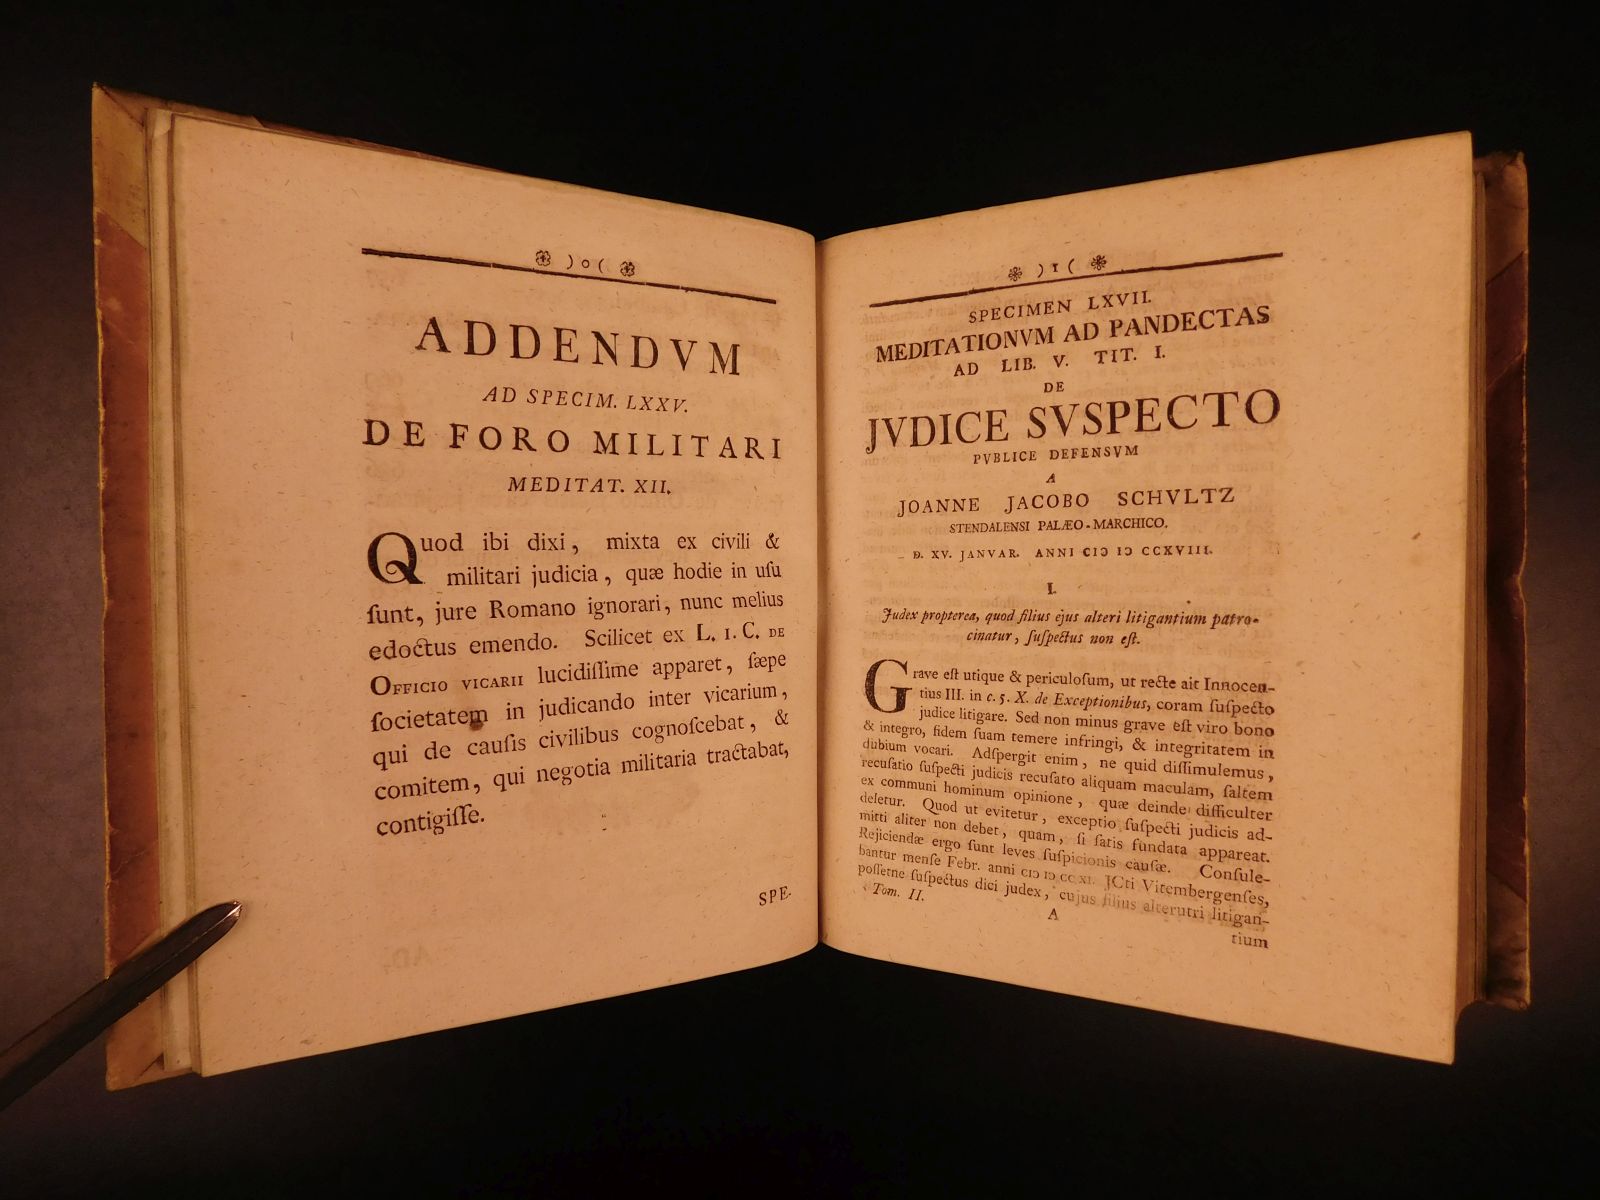 ) 0 (
ADDENDVM
AD SPECIM. LXXV.
DE FORO MILITARI
MEDITAT. XII.
Quod ibi dixi, mixta ex civili &
militari judicia, quæ hodie in uſu
ſunt, jure Romano ignorari, nunc melius
edoctus emendo. Scilicet ex L. 1. C. DE
OFFICIO VICARII lucidiſſime apparet, ſæpe
ſocietatem in judicando inter vicarium,
qui de cauſis civilibus cognoſcebat, &
comitem, qui negotia militaria tractabat,
contigiſſe.
SPE-
) 1 (
SPECIMEN LXVII.
MEDITATIONVM AD PANDECTAS
AD LIB. V. TIT. I.
DE
JVDICE SVSPECTO
PVBLICE DEFENSVM
A
JOANNE JACOBO SCHVLTZ
STENDALENSI PALÆO-MARCHICO.
D. XV. JANVAR. ANNI CIↃ IↃ CCXVIII.
I.
Judex propterea, quod filius ejus alteri litigantium patro-
cinatur, ſuſpectus non eſt.
Grave eſt utique & periculoſum, ut recte ait Innocen-
tius III. in c. 5. X. de Exceptionibus, coram ſuſpecto
judice litigare. Sed non minus grave eſt viro bono
& integro, fidem ſuam temere infringi, & integritatem in
dubium vocari. Adſpergit enim, ne quid diſſimulemus,
recuſatio ſuſpecti judicis recuſato aliquam maculam, ſaltem
ex communi hominum opinione, quæ deinde difficulter
deletur. Quod ut evitetur, exceptio ſuſpecti judicis ad-
mitti aliter non debet, quam, ſi ſatis fundata appareat.
Rejiciendæ ergo ſunt leves ſuſpicionis cauſæ. Conſule-
bantur menſe Febr. anni CIↃ IↃ CC XI. JCti Vitembergenſes,
poſſetne ſuſpectus dici judex, cujus filius alterutri litigan-
Tom. II. A
tium